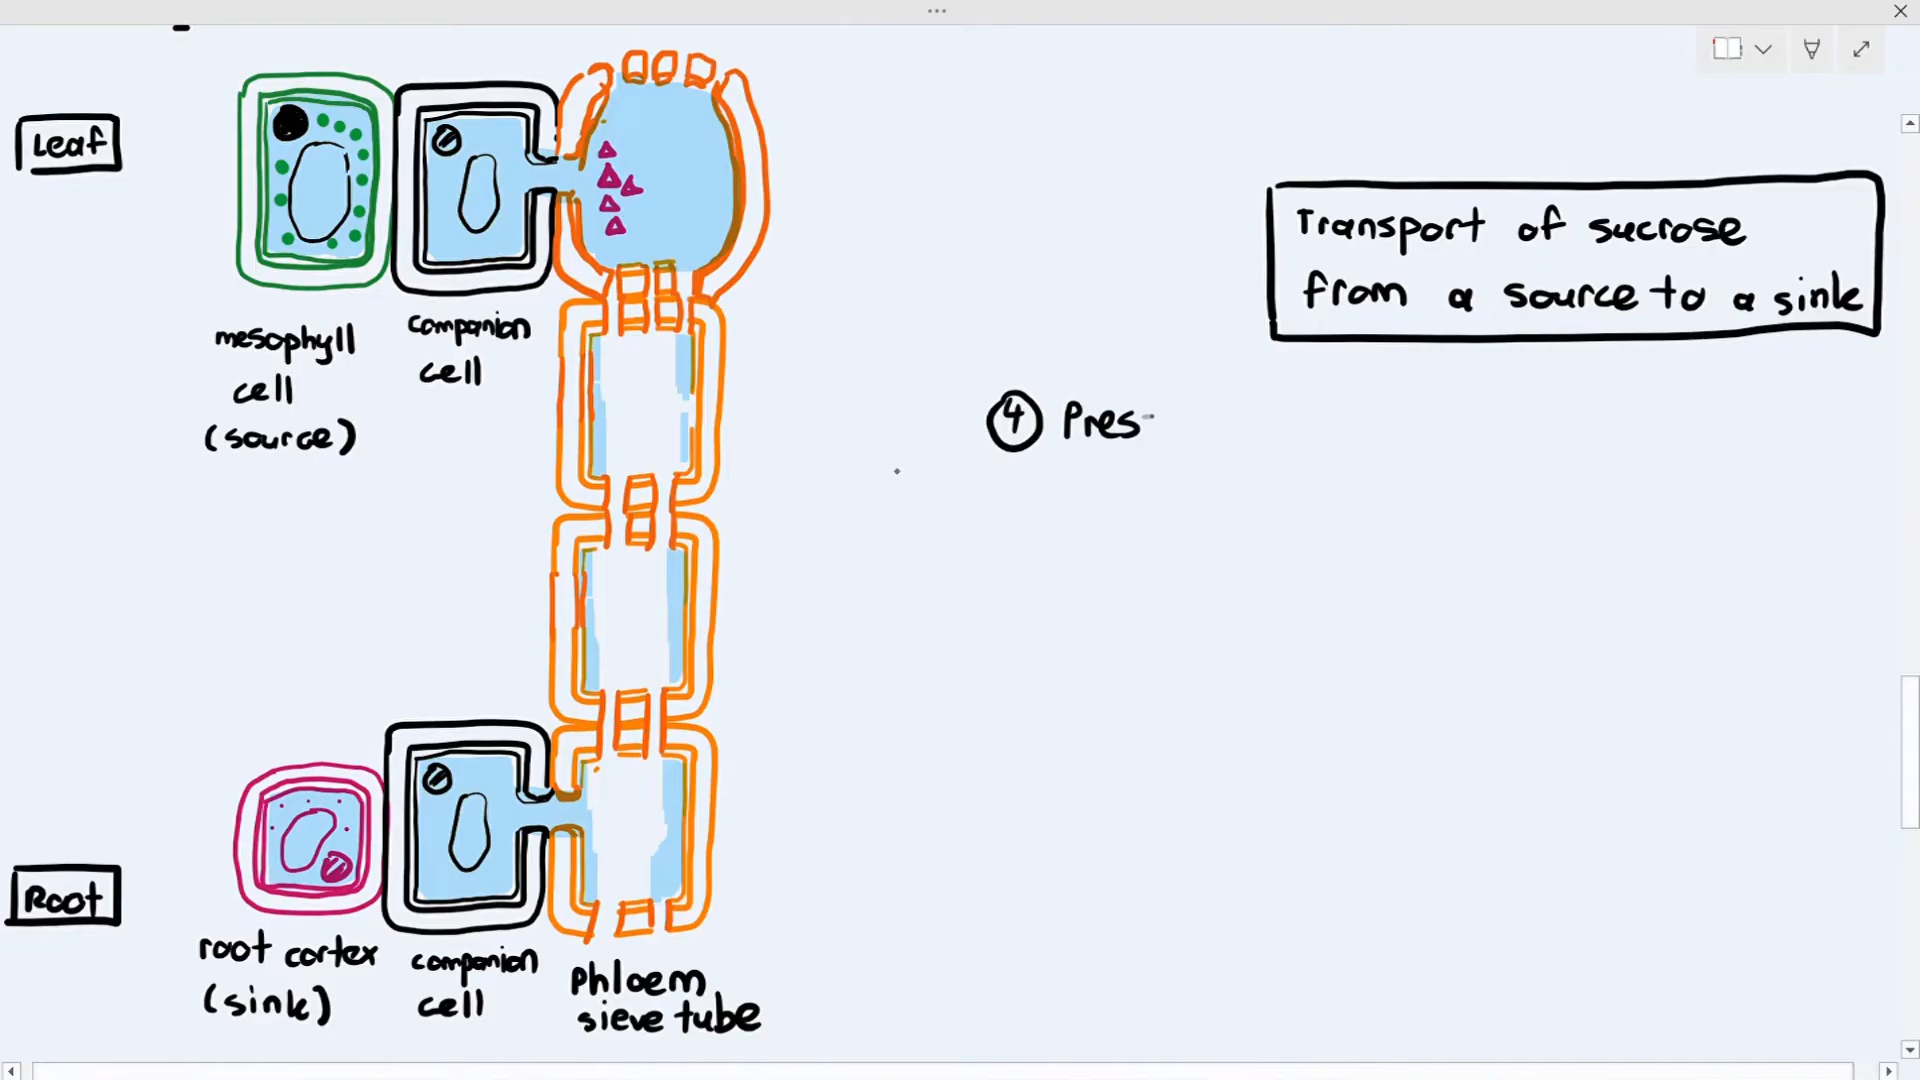 Leaf
Transport of sucrose
from a source to a sink
mesophyll
cell
(source)
companion
cell
④ Pres
Root
root cortex
(sink)
companion
cell
Phloem
sieve tube